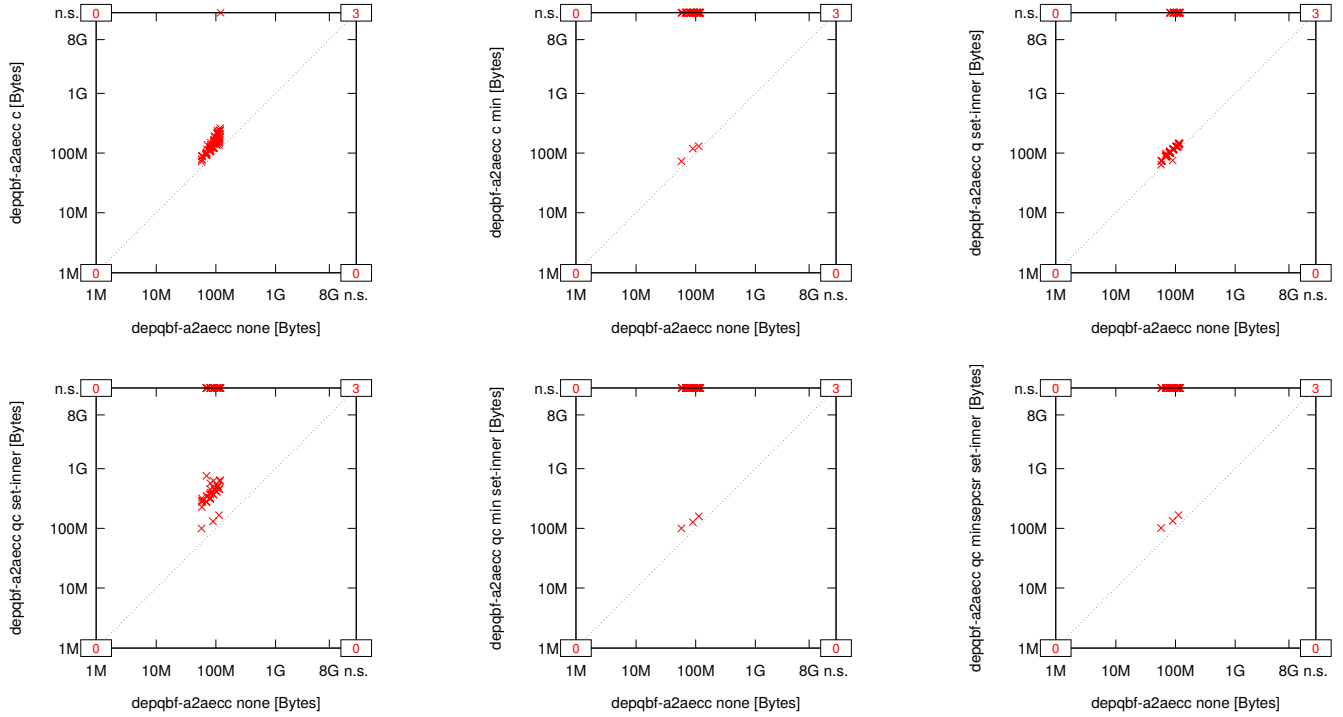 n.s. 0 3
8G
1G
100M
10M
1M 0 0
1M 10M 100M 1G 8G n.s.
depqbf-a2aecc c [Bytes]
depqbf-a2aecc none [Bytes]
n.s. 0 3
8G
1G
100M
10M
1M 0 0
1M 10M 100M 1G 8G n.s.
depqbf-a2aecc c min [Bytes]
depqbf-a2aecc none [Bytes]
n.s. 0 3
8G
1G
100M
10M
1M 0 0
1M 10M 100M 1G 8G n.s.
depqbf-a2aecc q set-inner [Bytes]
depqbf-a2aecc none [Bytes]
n.s. 0 3
8G
1G
100M
10M
1M 0 0
1M 10M 100M 1G 8G n.s.
depqbf-a2aecc qc set-inner [Bytes]
depqbf-a2aecc none [Bytes]
n.s. 0 3
8G
1G
100M
10M
1M 0 0
1M 10M 100M 1G 8G n.s.
depqbf-a2aecc qc min set-inner [Bytes]
depqbf-a2aecc none [Bytes]
n.s. 0 3
8G
1G
100M
10M
1M 0 0
1M 10M 100M 1G 8G n.s.
depqbf-a2aecc qc minsepcsr set-inner [Bytes]
depqbf-a2aecc none [Bytes]